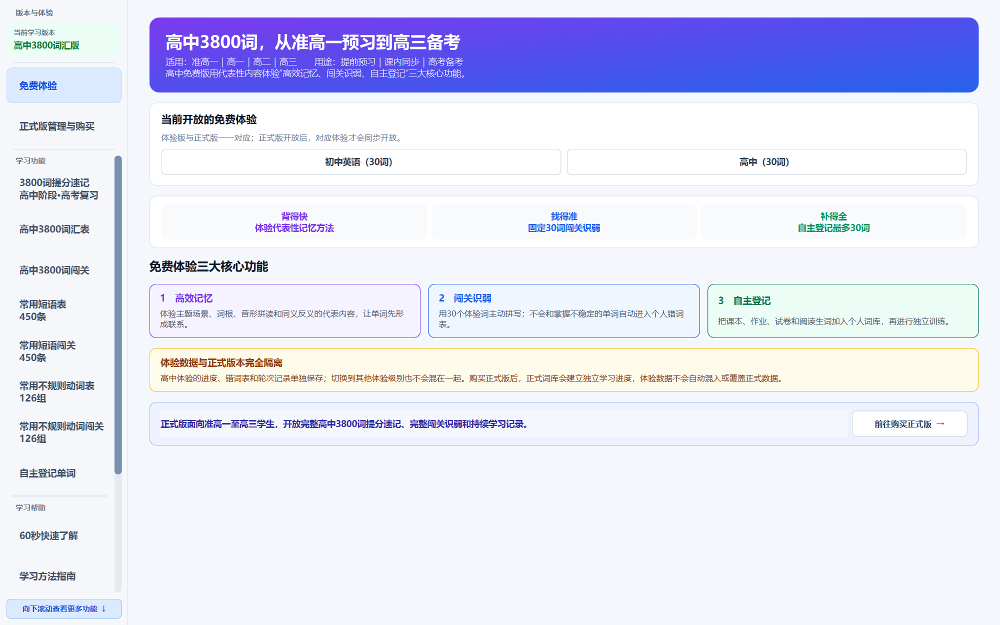 版本与体验
当前学习版本
高中3800词汇版
免费体验
正式版管理与购买
学习功能
3800词提分速记
高中阶段•高考复习
高中3800词汇表
高中3800词闯关
常用短语表
450条
常用短语闯关
450条
常用不规则动词表
126组
常用不规则动词闯关
126组
自主登记单词
学习帮助
60秒快速了解
学习方法指南
向下滚动查看更多功能 ↓
高中3800词，从准高一预习到高三备考
适用：准高一｜高一｜高二｜高三　　用途：提前预习｜课内同步｜高考备考
高中免费版用代表性内容体验“高效记忆、闯关识弱、自主登记”三大核心功能。
当前开放的免费体验
体验版与正式版一一对应；正式版开放后，对应体验才会同步开放。
初中英语（30词）
高中（30词）
背得快
体验代表性记忆方法
找得准
固定30词闯关识弱
补得全
自主登记最多30词
免费体验三大核心功能
1 高效记忆
体验主题场景、词根、音形拼读和同义反义的代表内容，让单词先形
成联系。
2 闯关识弱
用30个体验词主动拼写；不会和掌握不稳定的单词自动进入个人错词
表。
3 自主登记
把课本、作业、试卷和阅读生词加入个人词库，再进行独立训练。
体验数据与正式版本完全隔离
高中体验的进度、错词表和轮次记录单独保存；切换到其他体验级别也不会混在一起。购买正式版后，正式词库会建立独立学习进度，体验数据不会自动混入或覆盖正式数据。
正式版面向准高一至高三学生，开放完整高中3800词提分速记、完整闯关识弱和持续学习记录。
前往购买正式版 →